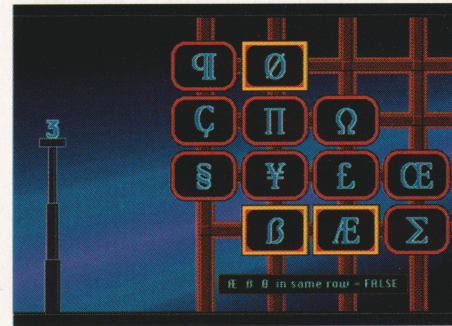 ¶ Ø
3
Ç Π Ω
§ ¥ £ Œ
ß Æ Σ
Æ ß Ø in same row = FALSE